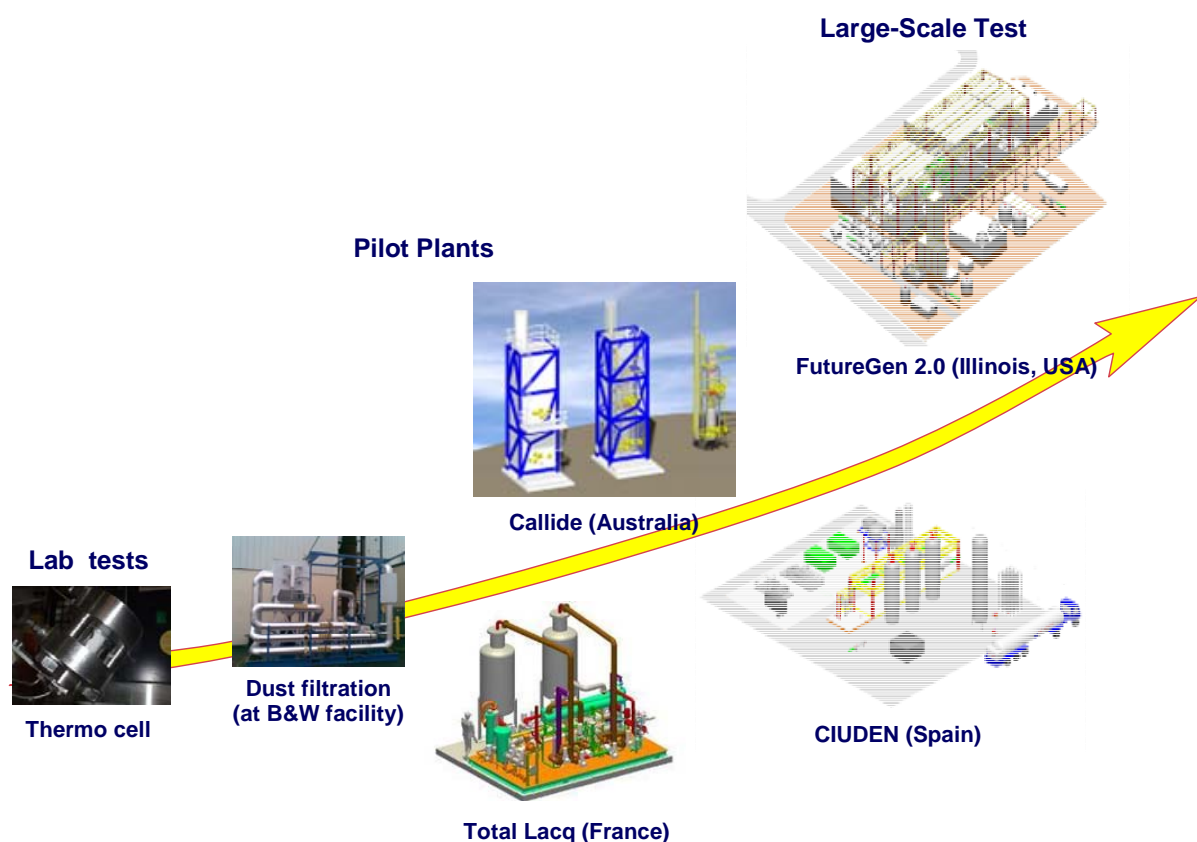 Large-Scale Test
FutureGen 2.0 (Illinois, USA)
Pilot Plants
Callide (Australia)
Lab  tests
Thermo cell
Dust filtration
(at B&W facility)
CIUDEN (Spain)
Total Lacq (France)